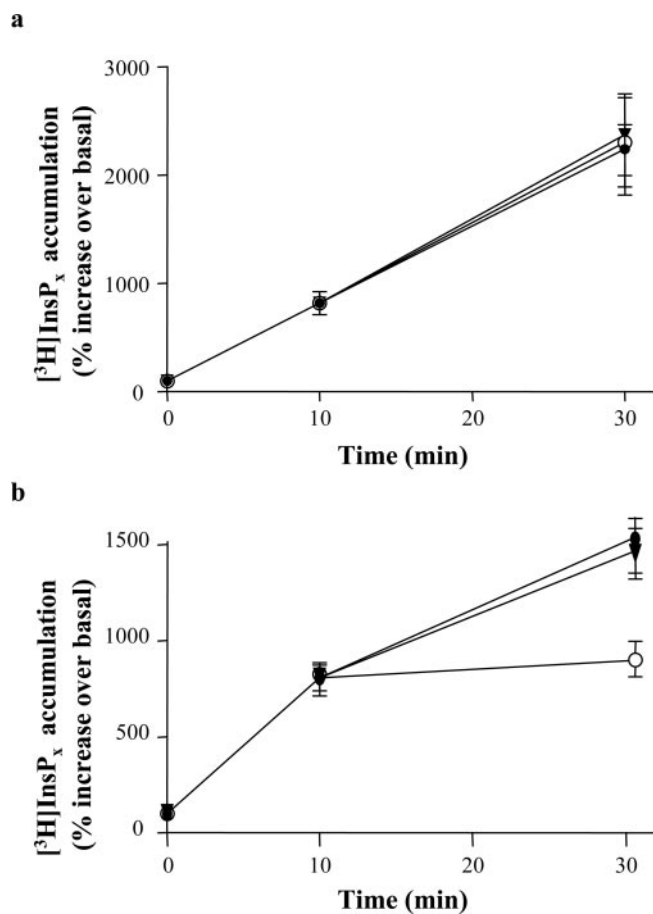 a
[³H]InsPₓ accumulation
(% increase over basal)
3000
2000
1000
0
0
10
20
30
Time (min)
b
[³H]InsPₓ accumulation
(% increase over basal)
1500
1000
500
0
0
10
20
30
Time (min)